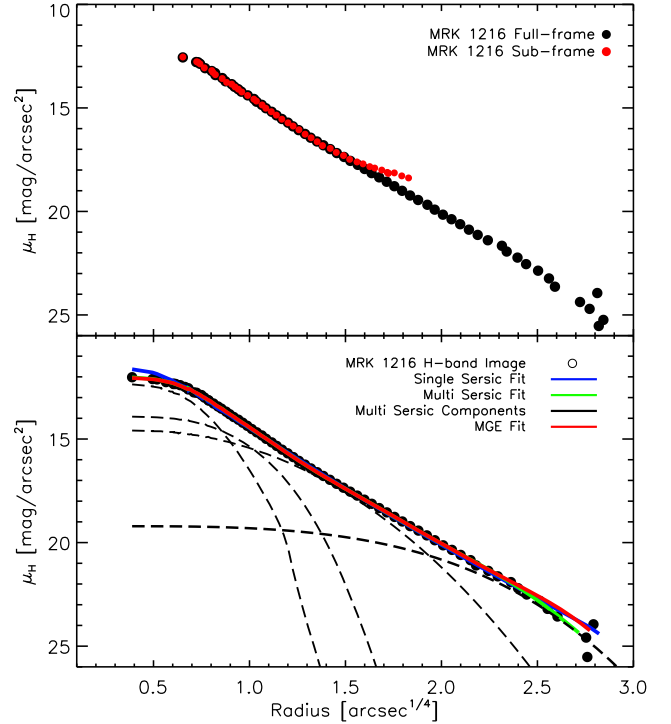 10
15
20
25
μH [mag/arcsec2]
MRK 1216 Full-frame
MRK 1216 Sub-frame
15
20
25
μH [mag/arcsec2]
MRK 1216 H-band Image
Single Sersic Fit
Multi Sersic Fit
Multi Sersic Components
MGE Fit
0.5 1.0 1.5 2.0 2.5 3.0
Radius [arcsec1/4]